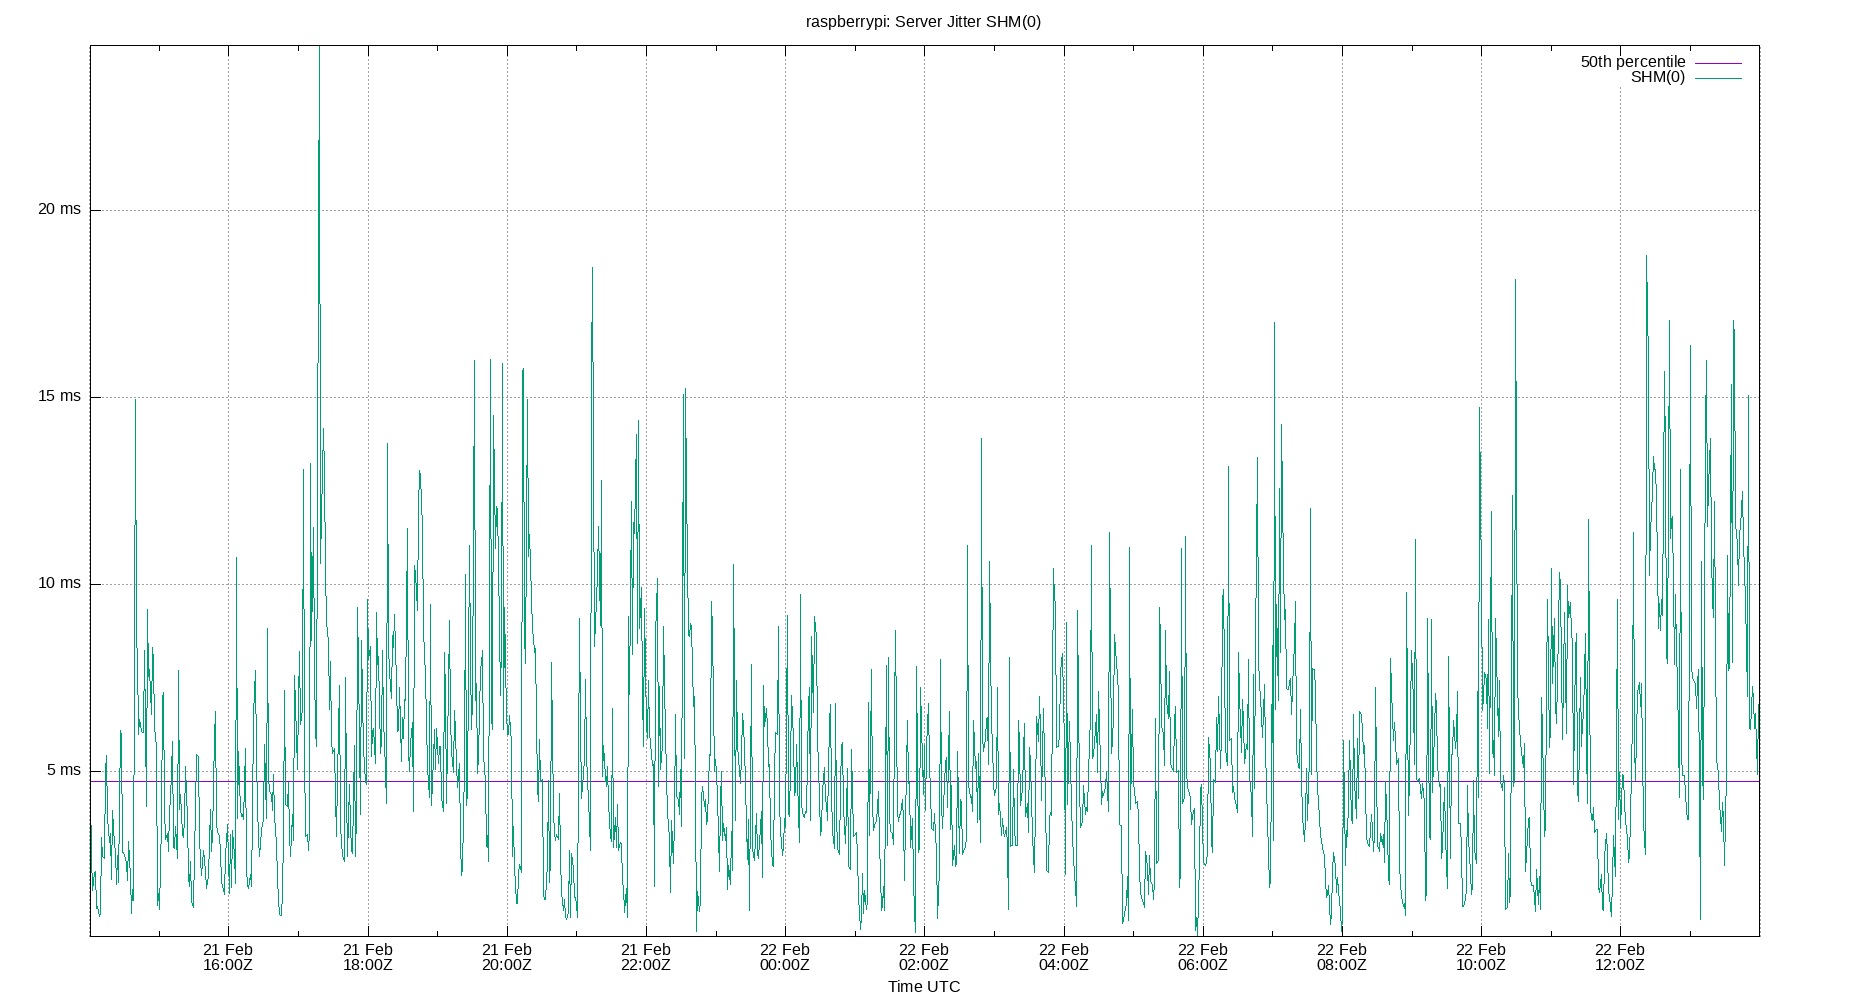 raspberrypi: Server Jitter SHM(0)
50th percentile
SHM(0)
20 ms
15 ms
10 ms
5 ms
21 Feb 21 Feb 21 Feb 21 Feb 22 Feb 22 Feb 22 Feb 22 Feb 22 Feb 22 Feb 22 Feb
16:00Z 18:00Z 20:00Z 22:00Z 00:00Z 02:00Z 04:00Z 06:00Z 08:00Z 10:00Z 12:00Z
Time UTC